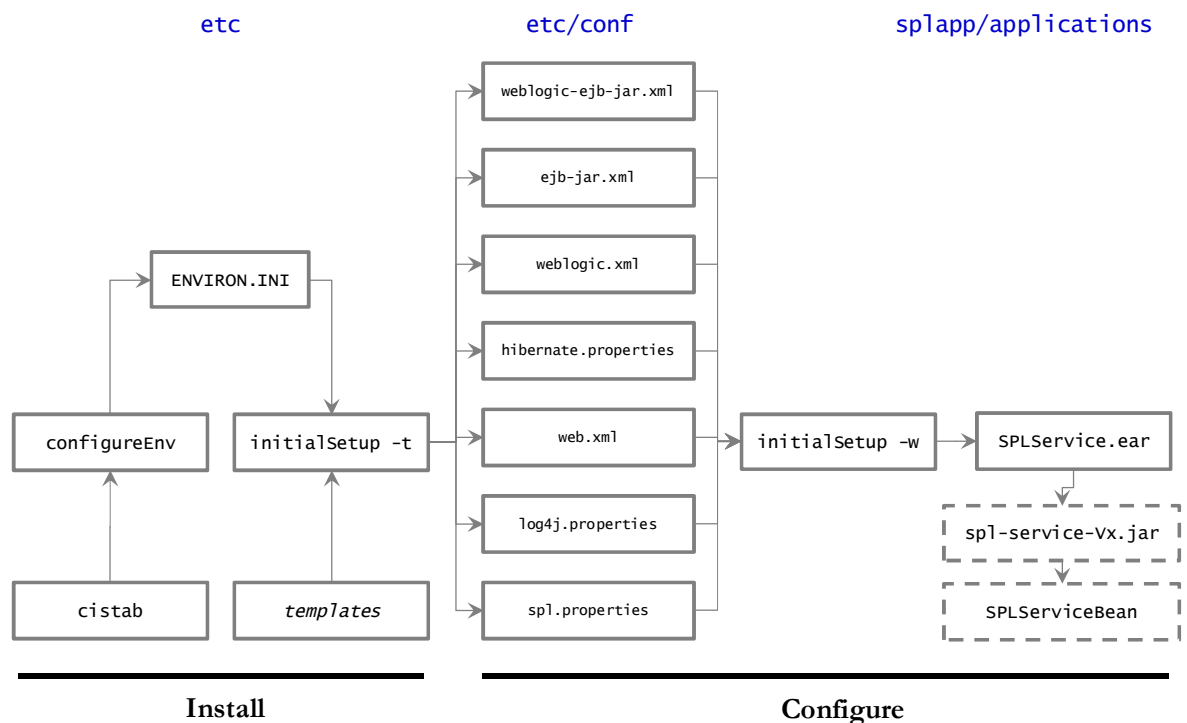 etc
etc/conf
splapp/applications
weblogic-ejb-jar.xml
ejb-jar.xml
weblogic.xml
ENVIRON.INI
hibernate.properties
configureEnv
initialSetup -t
web.xml
initialSetup -w
SPLService.ear
log4j.properties
spl-service-Vx.jar
cistab
templates
spl.properties
SPLServiceBean
Install
Configure